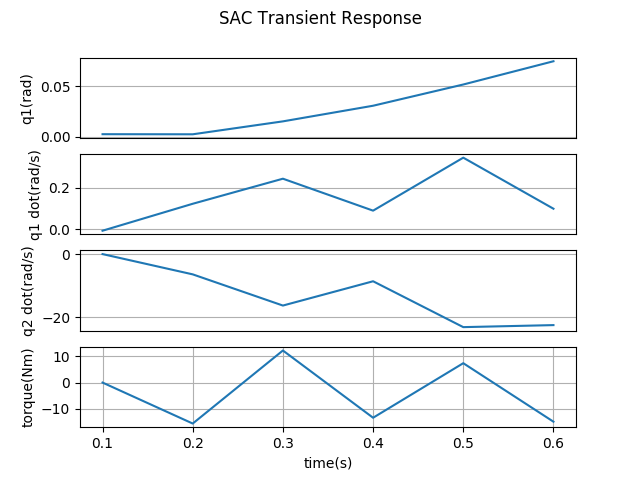 SAC Transient Response
q1(rad)
0.05
0.00
q1 dot(rad/s)
0.2
0.0
q2 dot(rad/s)
0
−20
torque(Nm)
10
0
−10
0.1 0.2 0.3 0.4 0.5 0.6
time(s)